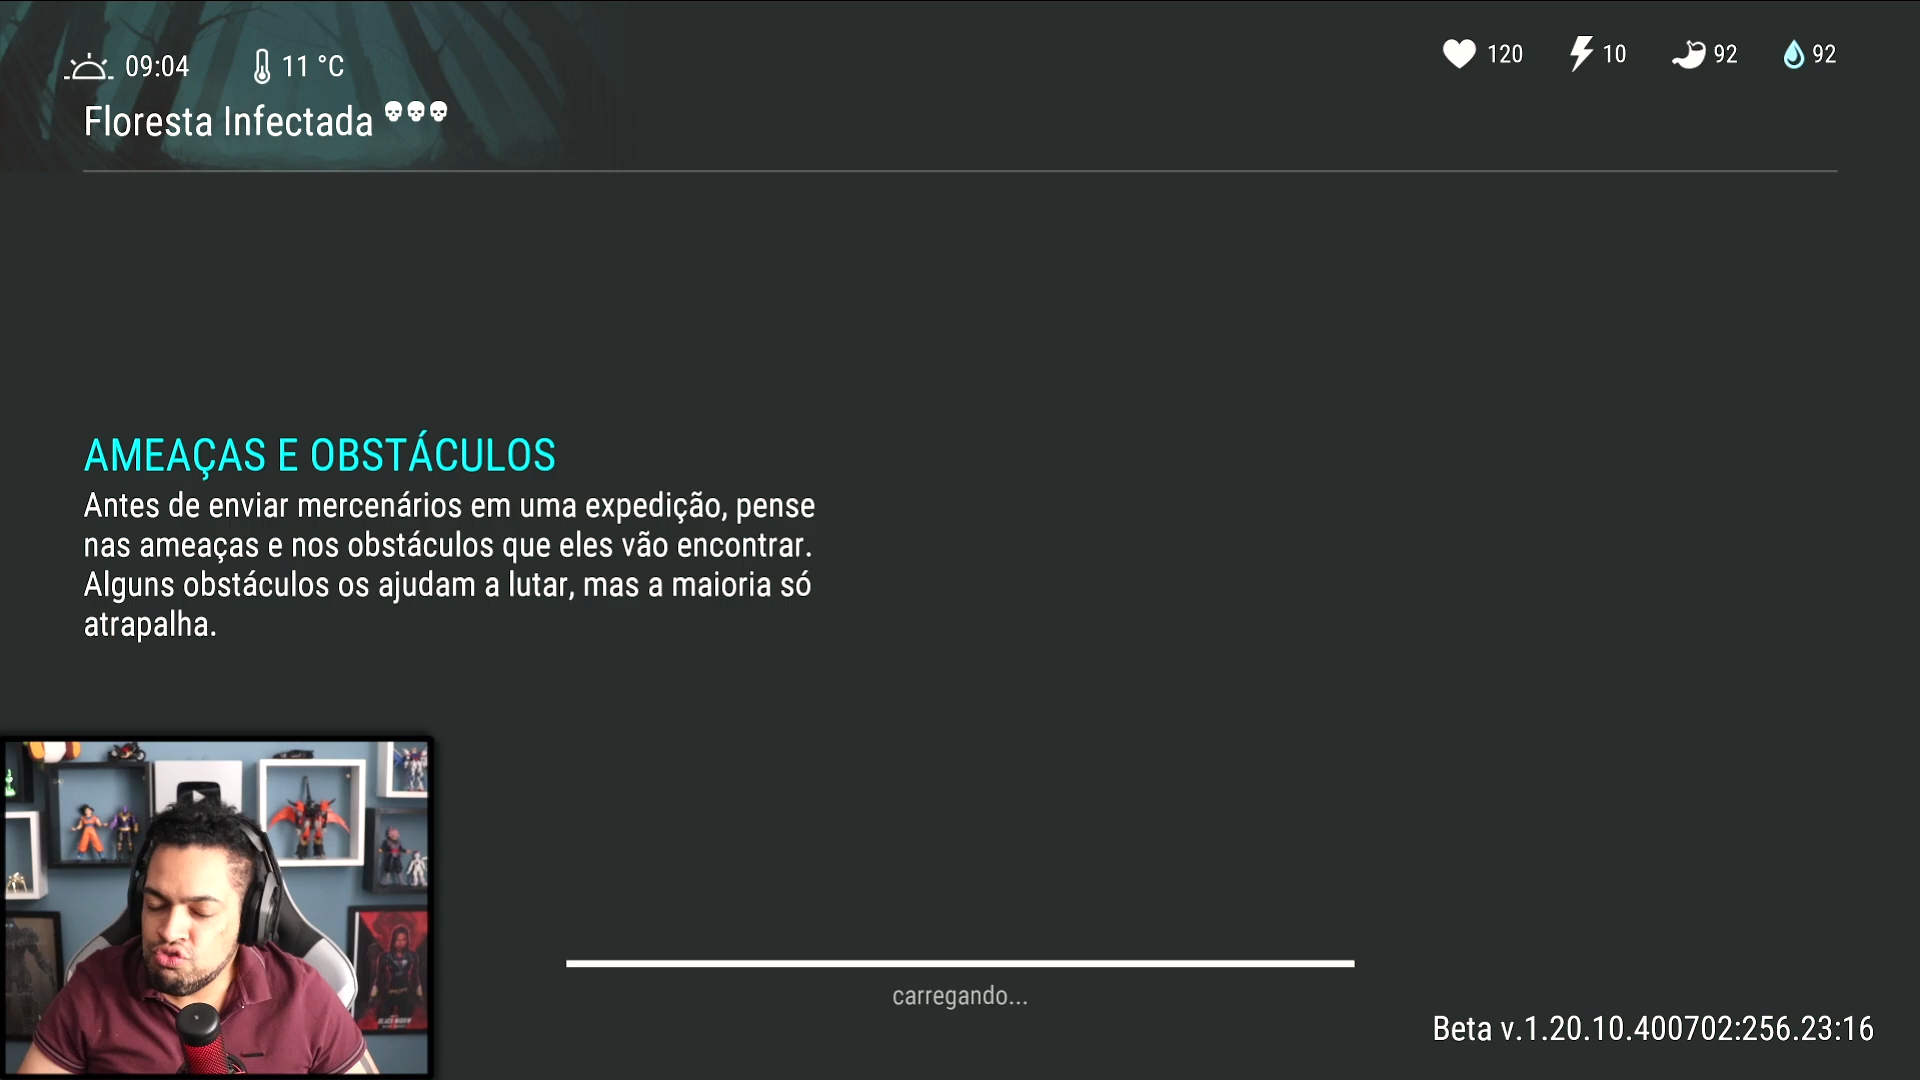 09:04
11 °C
120
10
92
92
Floresta Infectada
AMEAÇAS E OBSTÁCULOS
Antes de enviar mercenários em uma expedição, pense
nas ameaças e nos obstáculos que eles vão encontrar.
Alguns obstáculos os ajudam a lutar, mas a maioria só
atrapalha.
BLACK WIDOW
carregando...
Beta v.1.20.10.400702:256.23:16